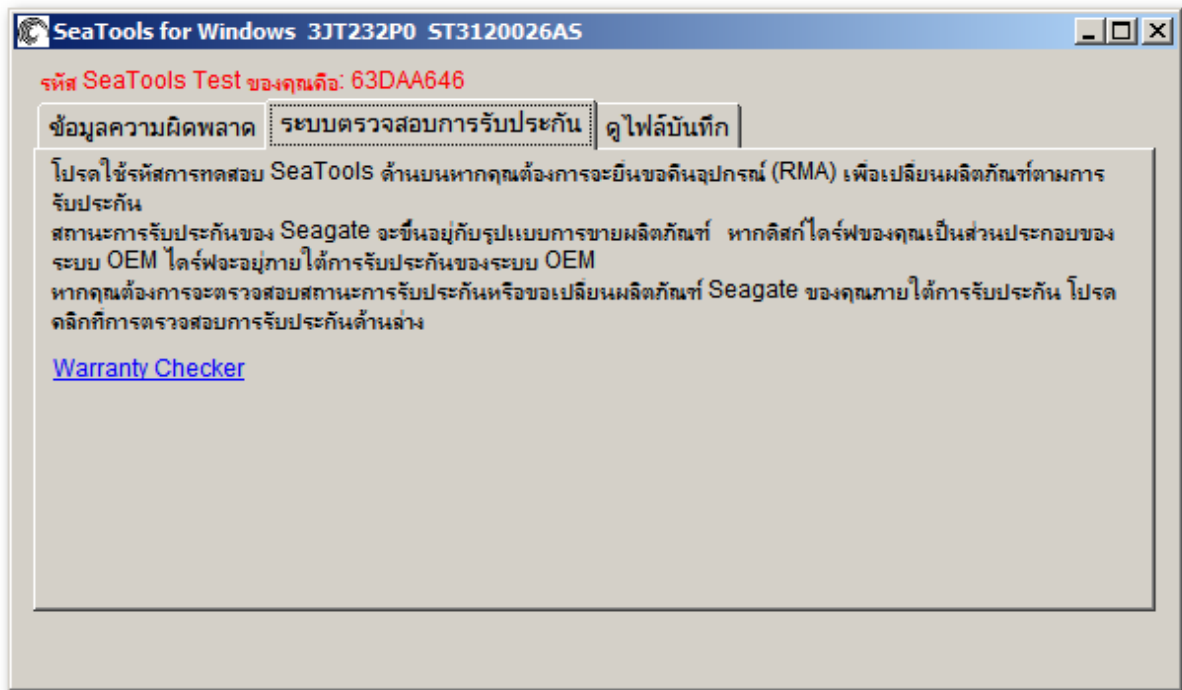 SeaTools for Windows 3JT232P0 ST3120026AS
รหัส SeaTools Test ของคุณคือ: 63DAA646
ข้อมูลความผิดพลาด ระบบตรวจสอบการรับประกัน ดูไฟล์บันทึก
โปรดใช้รหัสการทดสอบ SeaTools ด้านบนหากคุณต้องการจะยื่นขอคืนอุปกรณ์ (RMA) เพื่อเปลี่ยนผลิตภัณฑ์ตามการ
รับประกัน
สถานะการรับประกันของ Seagate จะขึ้นอยู่กับรูปแบบการขายผลิตภัณฑ์ หากดิสก์ไดร์ฟของคุณเป็นส่วนประกอบของ
ระบบ OEM ไดร์ฟจะอยู่ภายใต้การรับประกันของระบบ OEM
หากคุณต้องการจะตรวจสอบสถานะการรับประกันหรือขอเปลี่ยนผลิตภัณฑ์ Seagate ของคุณภายใต้การรับประกัน โปรด
คลิกที่การตรวจสอบการรับประกันด้านล่าง
Warranty Checker